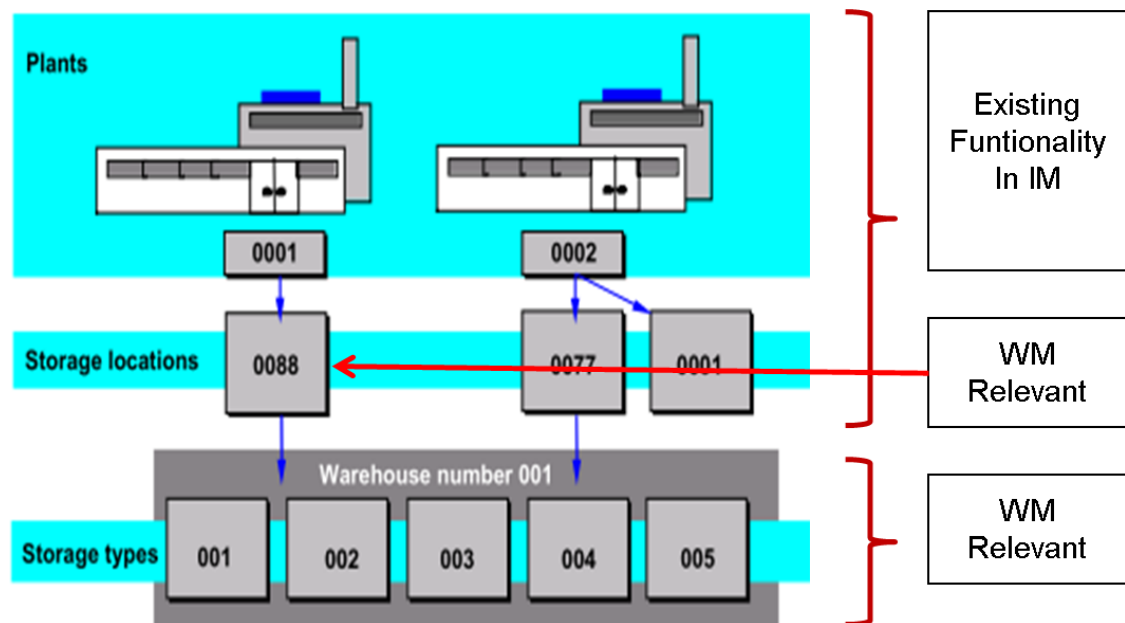 Plants
0001
0002
Existing
Funtionality
In IM
Storage locations
0088
0077
0001
WM
Relevant
Warehouse number 001
Storage types
001
002
003
004
005
WM
Relevant